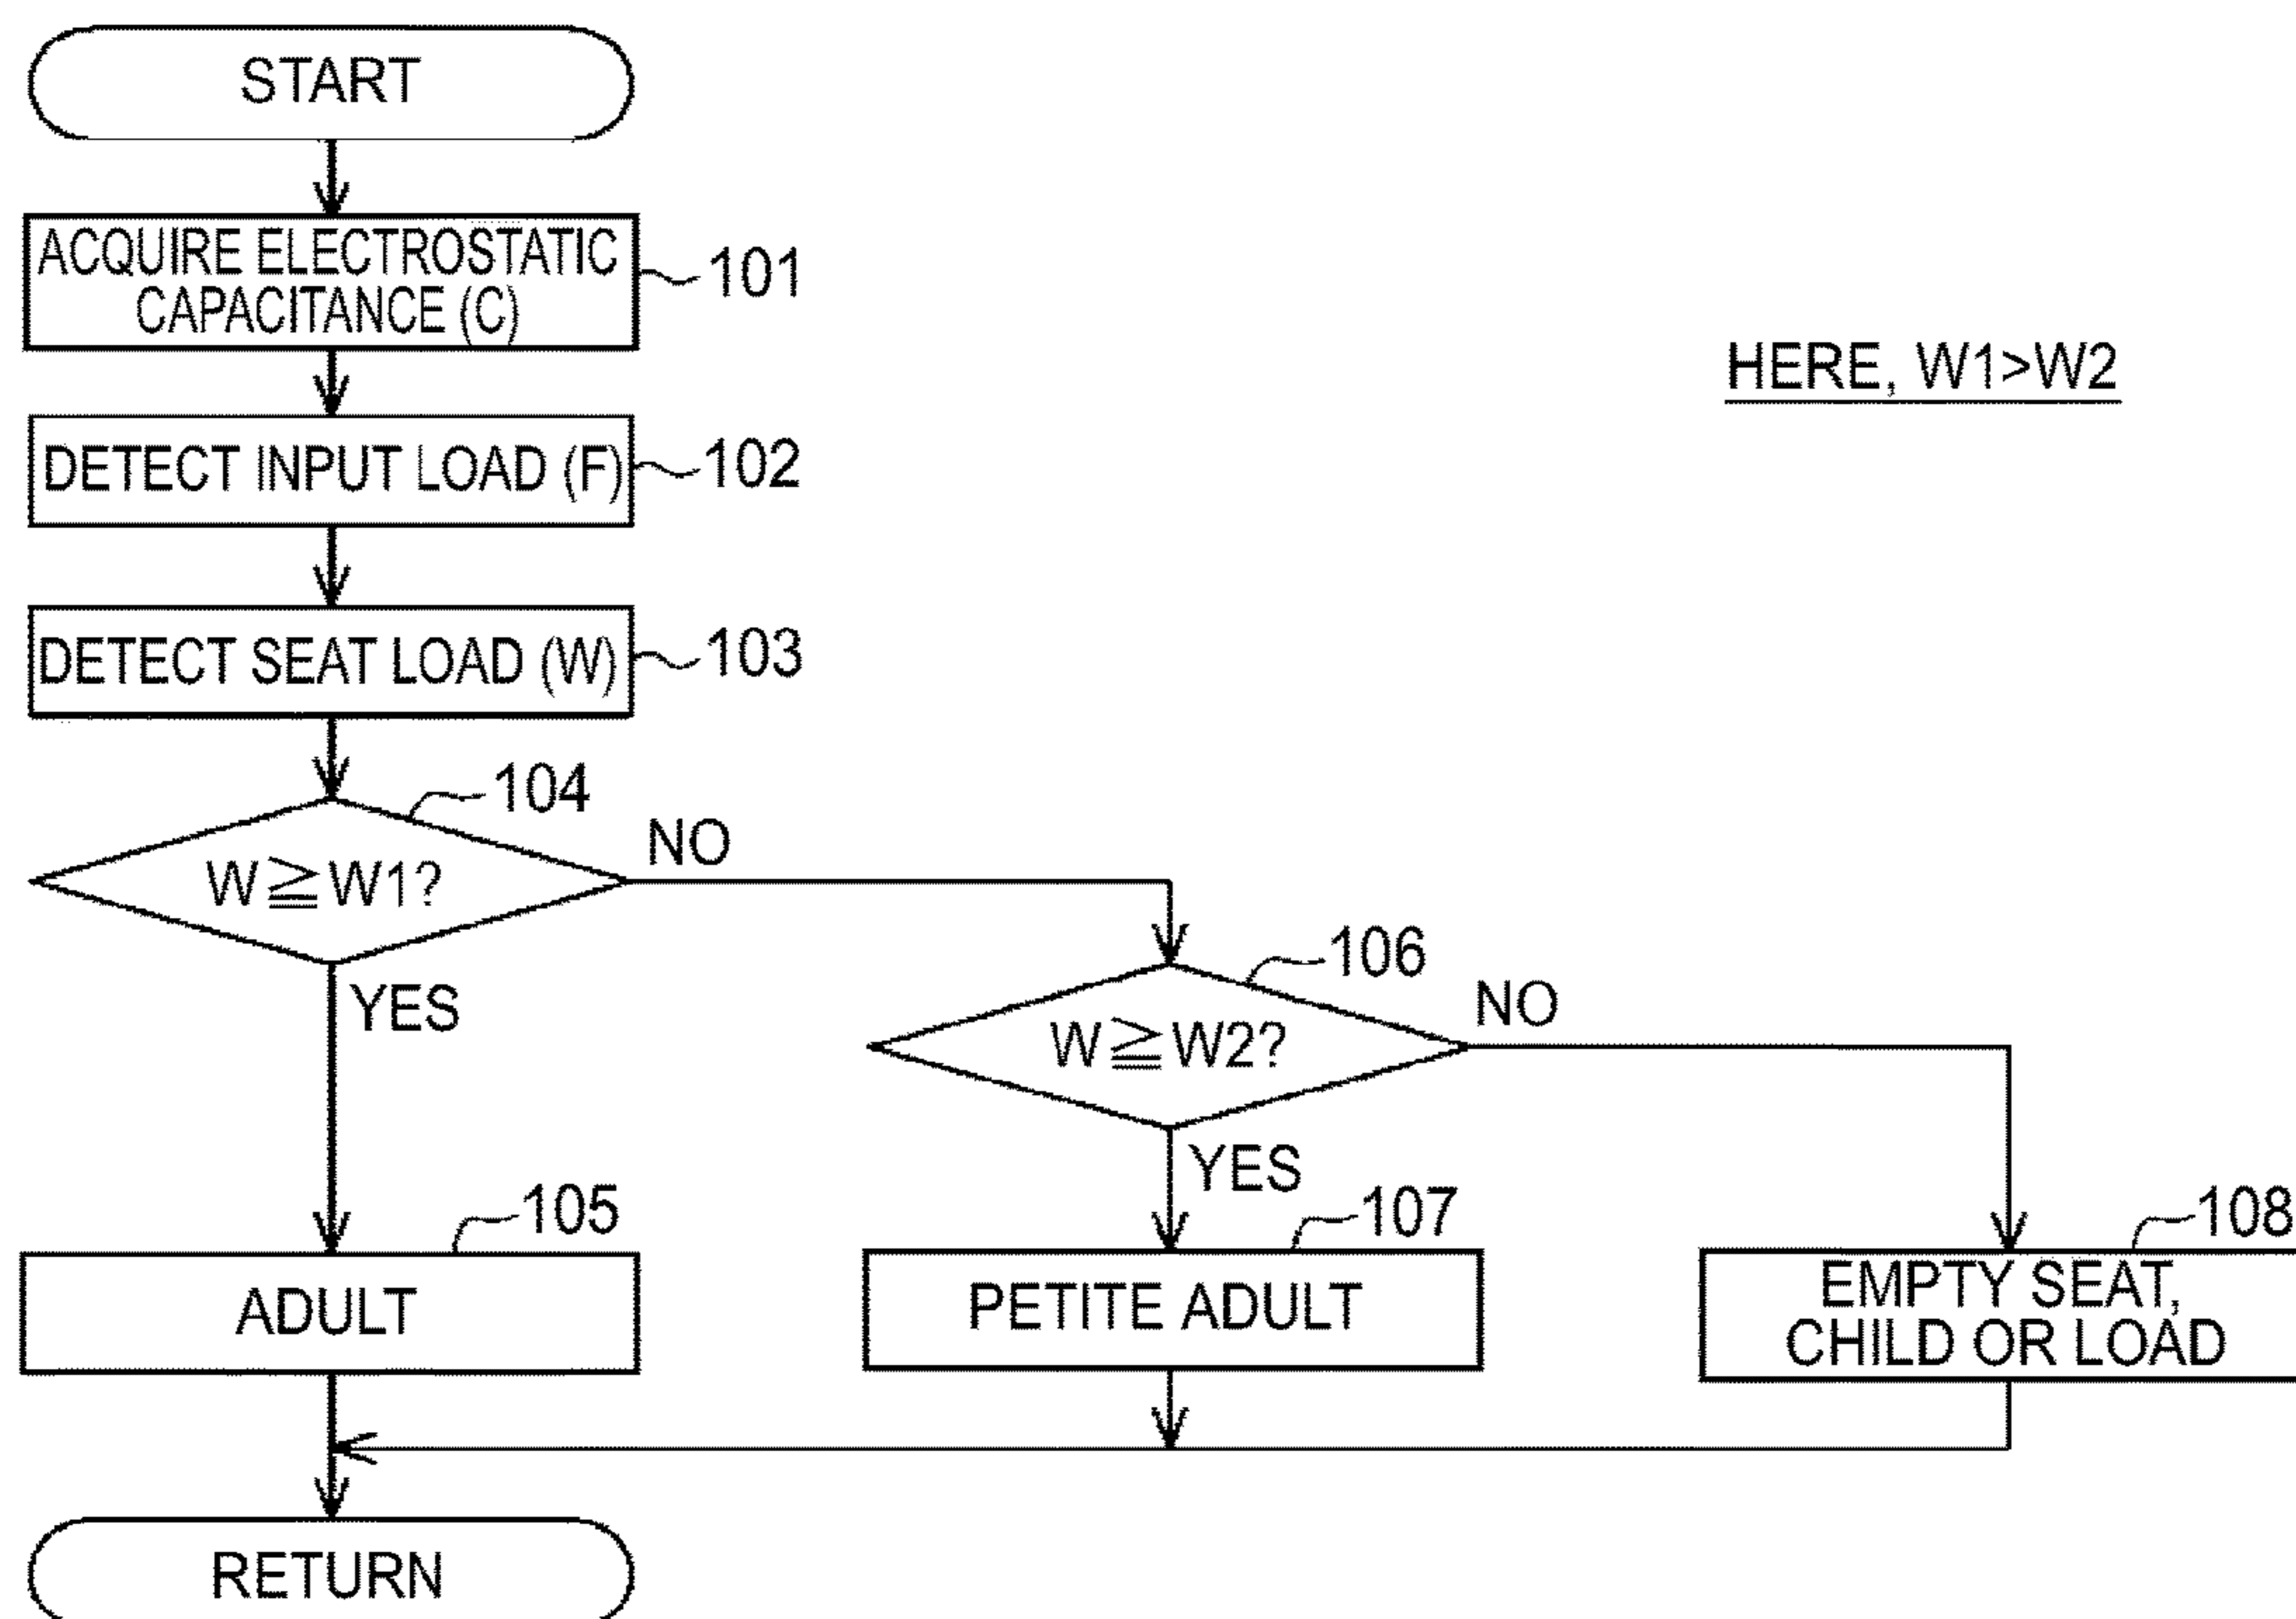 START
ACQUIRE ELECTROSTATIC
CAPACITANCE (C)
101
HERE, W1>W2
DETECT INPUT LOAD (F)
102
DETECT SEAT LOAD (W)
103
104
W≧W1?
NO
YES
106
W≧W2?
NO
YES
105
ADULT
107
PETITE ADULT
108
EMPTY SEAT,
CHILD OR LOAD
RETURN